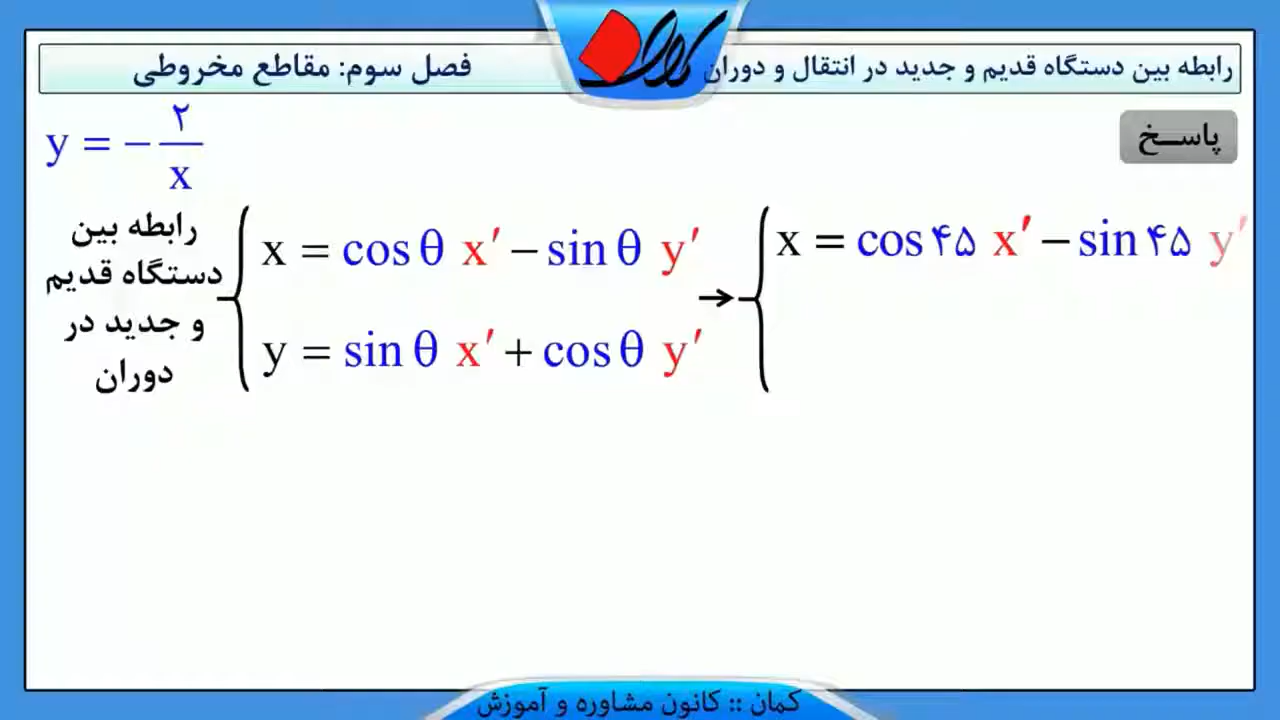 رابطه بین دستگاه قدیم و جدید در انتقال و دوران
فصل سوم: مقاطع مخروطی
پاسخ
y = − ۲/x
رابطه بین
دستگاه قدیم
و جدید در
دوران
x = cos θ x′ − sin θ y′
y = sin θ x′ + cos θ y′
→ x = cos ۴۵ x′ − sin ۴۵ y′
کمان :: کانون مشاوره و آموزش